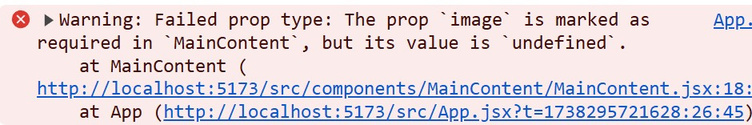 Warning: Failed prop type: The prop `image` is marked as App.
required in `MainContent`, but its value is `undefined`.
at MainContent (
http://localhost:5173/src/components/MainContent/MainContent.jsx:18:
at App (http://localhost:5173/src/App.jsx?t=1738295721628:26:45)